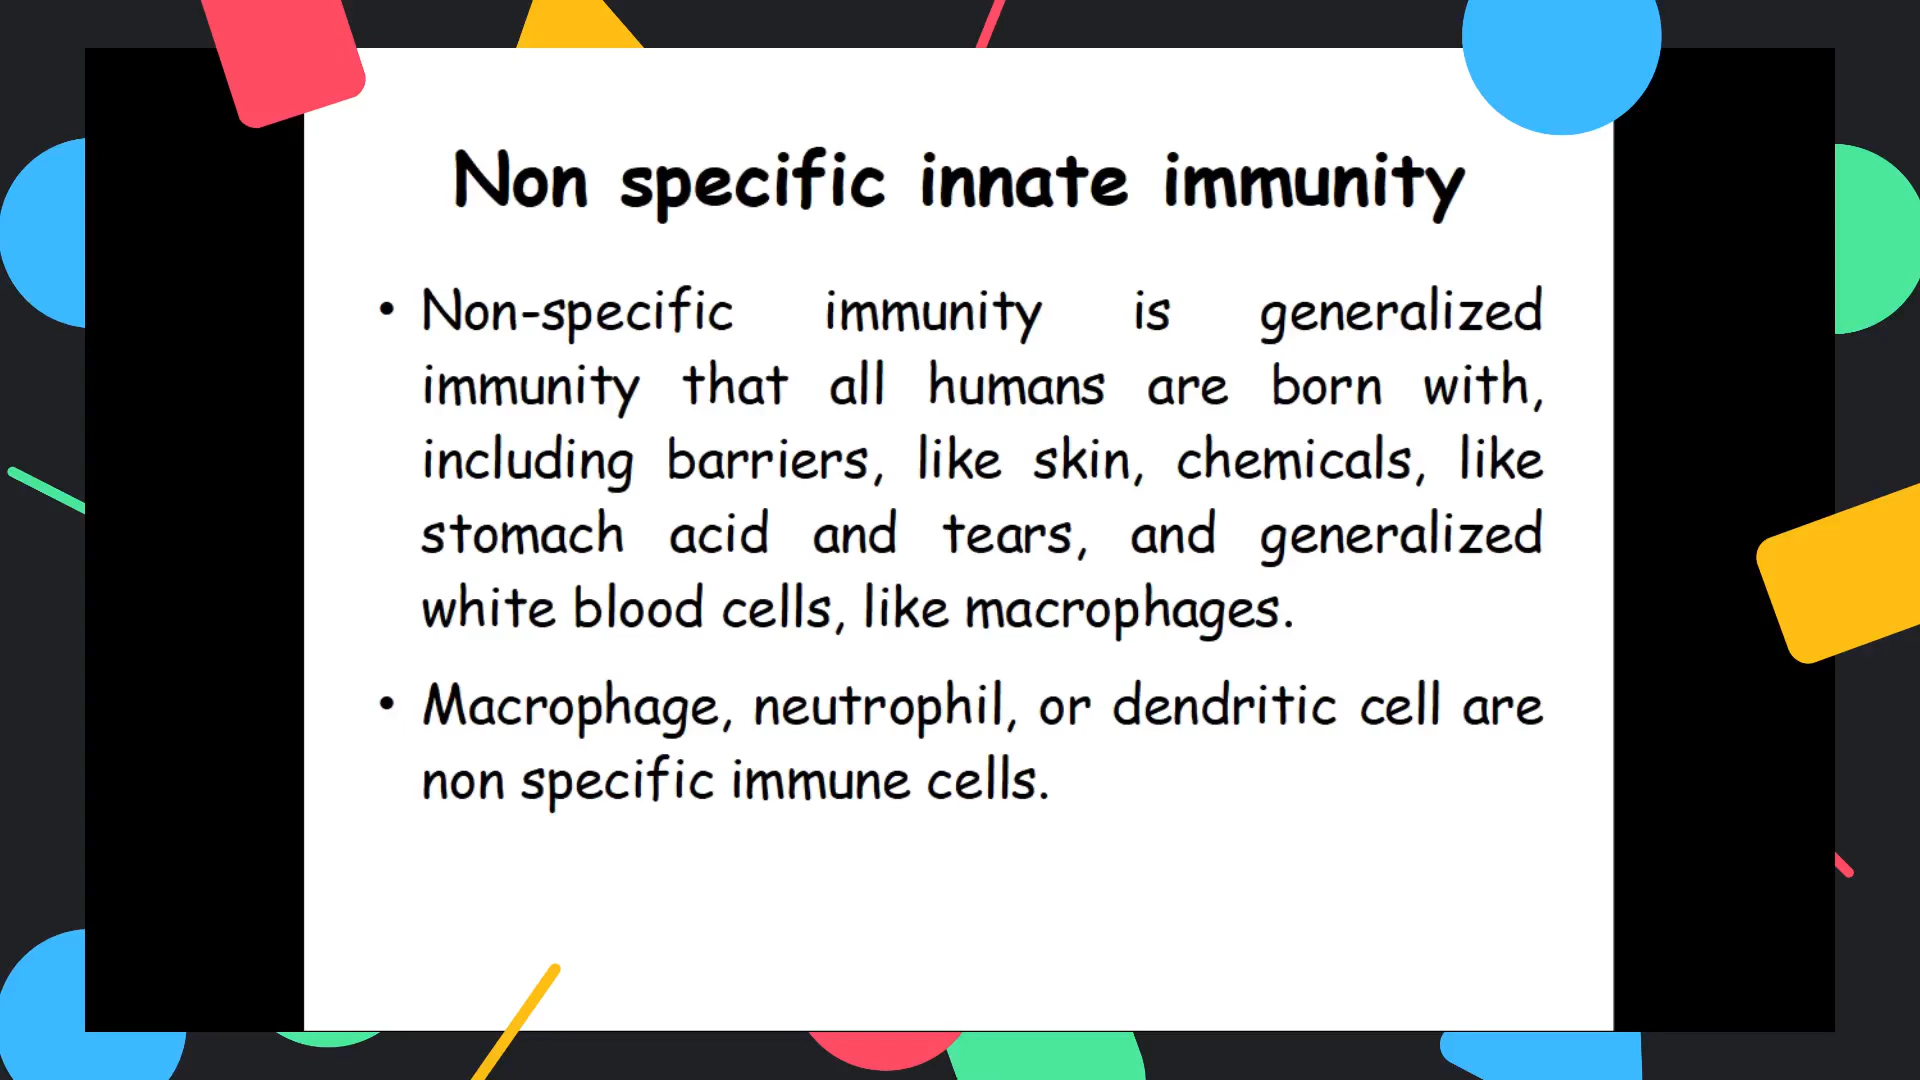 Non specific innate immunity
• Non-specific immunity is generalized
immunity that all humans are born with,
including barriers, like skin, chemicals, like
stomach acid and tears, and generalized
white blood cells, like macrophages.
• Macrophage, neutrophil, or dendritic cell are
non specific immune cells.